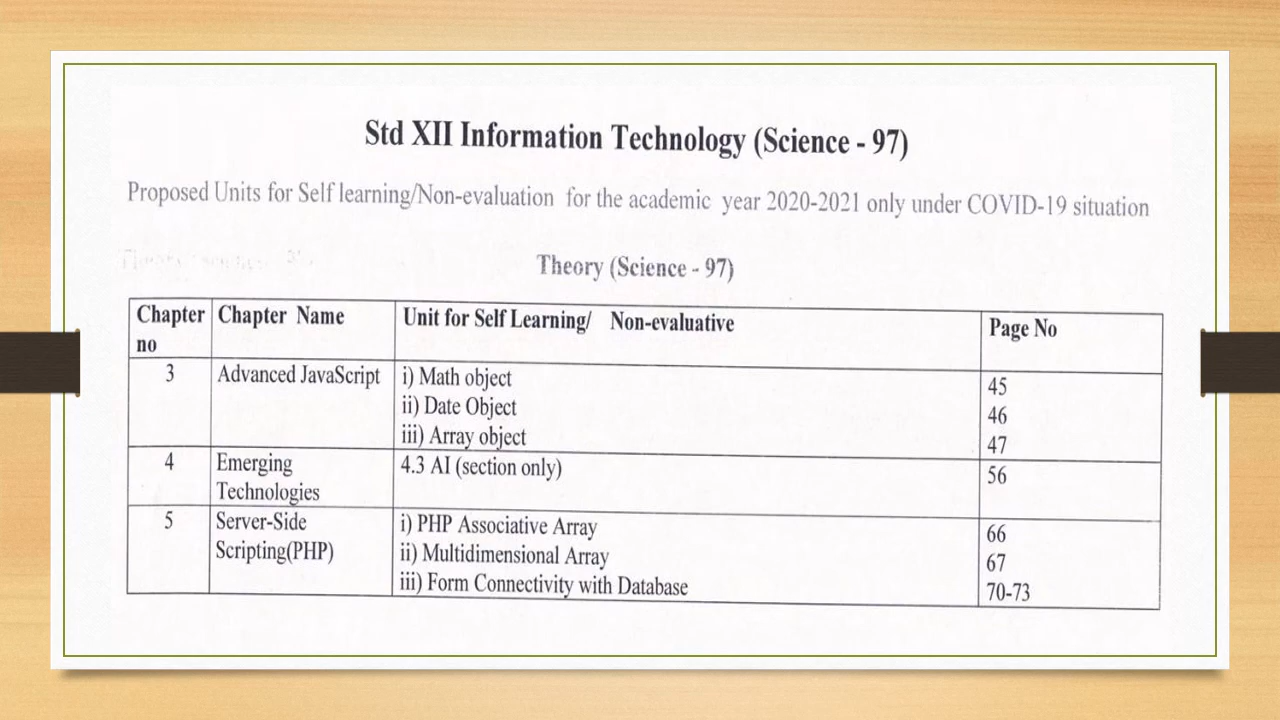 Std XII Information Technology (Science - 97)
Proposed Units for Self learning/Non-evaluation for the academic year 2020-2021 only under COVID-19 situation
Theory (Science - 97)
Chapter no | Chapter Name | Unit for Self Learning/ Non-evaluative | Page No
3 | Advanced JavaScript | i) Math object | 45
ii) Date Object | 46
iii) Array object | 47
4 | Emerging Technologies | 4.3 AI (section only) | 56
5 | Server-Side Scripting(PHP) | i) PHP Associative Array | 66
ii) Multidimensional Array | 67
iii) Form Connectivity with Database | 70-73